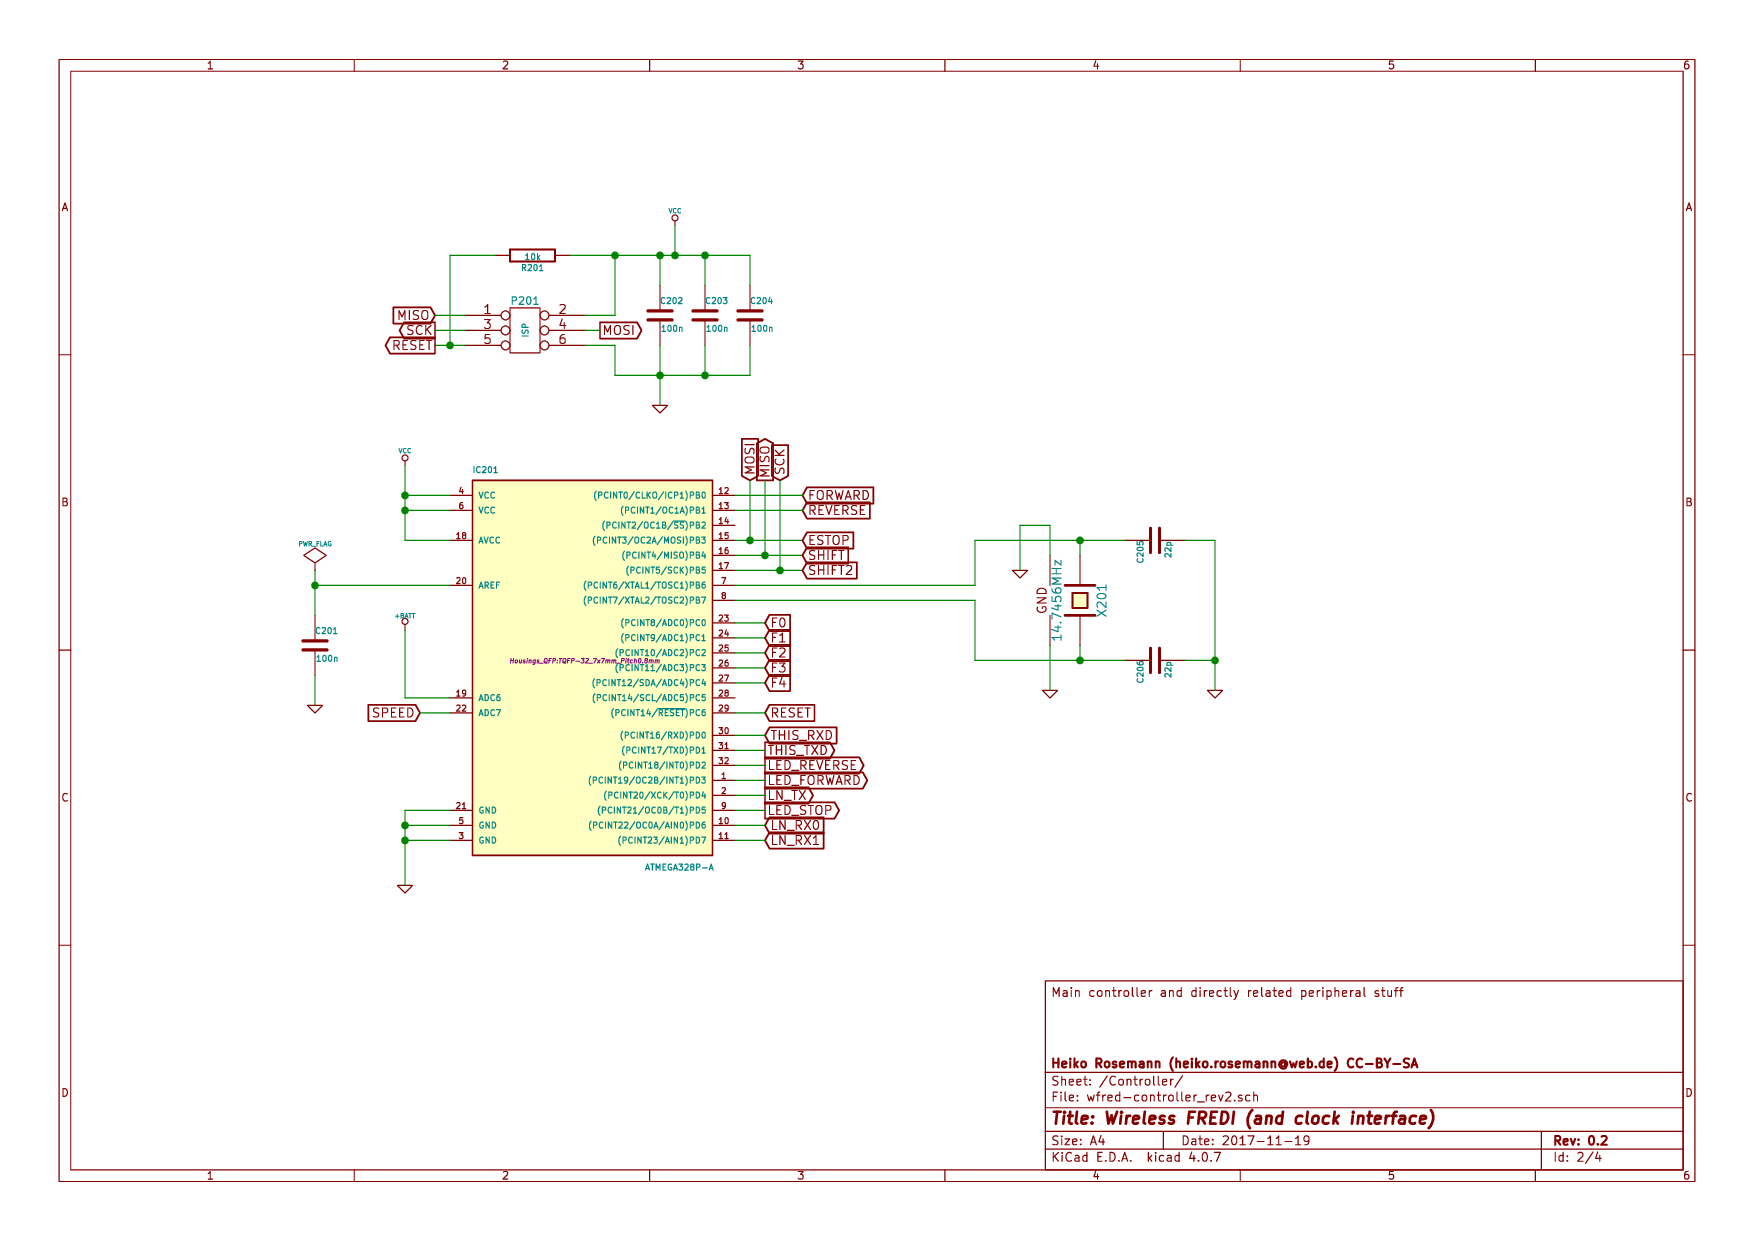 1 2 3 4 5 6
A A
VCC
10k
R201
P201
C202 C203 C204
MISO 1 2
SCK 3 ISP 4 MOSI
100n 100n 100n
RESET 5 6
MOSI MISO SCK
VCC
IC201
4 VCC (PCINT0/CLKO/ICP1)PB0 12 FORWARD
B B
6 VCC (PCINT1/OC1A)PB1 13 REVERSE
(PCINT2/OC1B/SS)PB2 14
18 AVCC (PCINT3/OC2A/MOSI)PB3 15 ESTOP
PWR_FLAG
(PCINT4/MISO)PB4 16 SHIFT
C205 22p
(PCINT5/SCK)PB5 17 SHIFT2
20 AREF (PCINT6/XTAL1/TOSC1)PB6 7
(PCINT7/XTAL2/TOSC2)PB7 8
GND 14.7456MHz X201
+BATT
(PCINT8/ADC0)PC0 23 F0
C201
(PCINT9/ADC1)PC1 24 F1
(PCINT10/ADC2)PC2 25 F2
100n
Housings_QFP:TQFP-32_7x7mm_Pitch0.8mm
(PCINT11/ADC3)PC3 26 F3
C206 22p
(PCINT12/SDA/ADC4)PC4 27 F4
19 ADC6 (PCINT14/SCL/ADC5)PC5 28
SPEED 22 ADC7 (PCINT14/RESET)PC6 29 RESET
(PCINT16/RXD)PD0 30 THIS_RXD
(PCINT17/TXD)PD1 31 THIS_TXD
(PCINT18/INT0)PD2 32 LED_REVERSE
(PCINT19/OC2B/INT1)PD3 1 LED_FORWARD
(PCINT20/XCK/T0)PD4 2 LN_TX
C C
21 GND (PCINT21/OC0B/T1)PD5 9 LED_STOP
5 GND (PCINT22/OC0A/AIN0)PD6 10 LN_RX0
3 GND (PCINT23/AIN1)PD7 11 LN_RX1
ATMEGA328P-A
Main controller and directly related peripheral stuff
Heiko Rosemann (heiko.rosemann@web.de) CC-BY-SA
Sheet: /Controller/
D D
File: wfred-controller_rev2.sch
Title: Wireless FREDI (and clock interface)
Size: A4 Date: 2017-11-19 Rev: 0.2
KiCad E.D.A. kicad 4.0.7 Id: 2/4
1 2 3 4 5 6